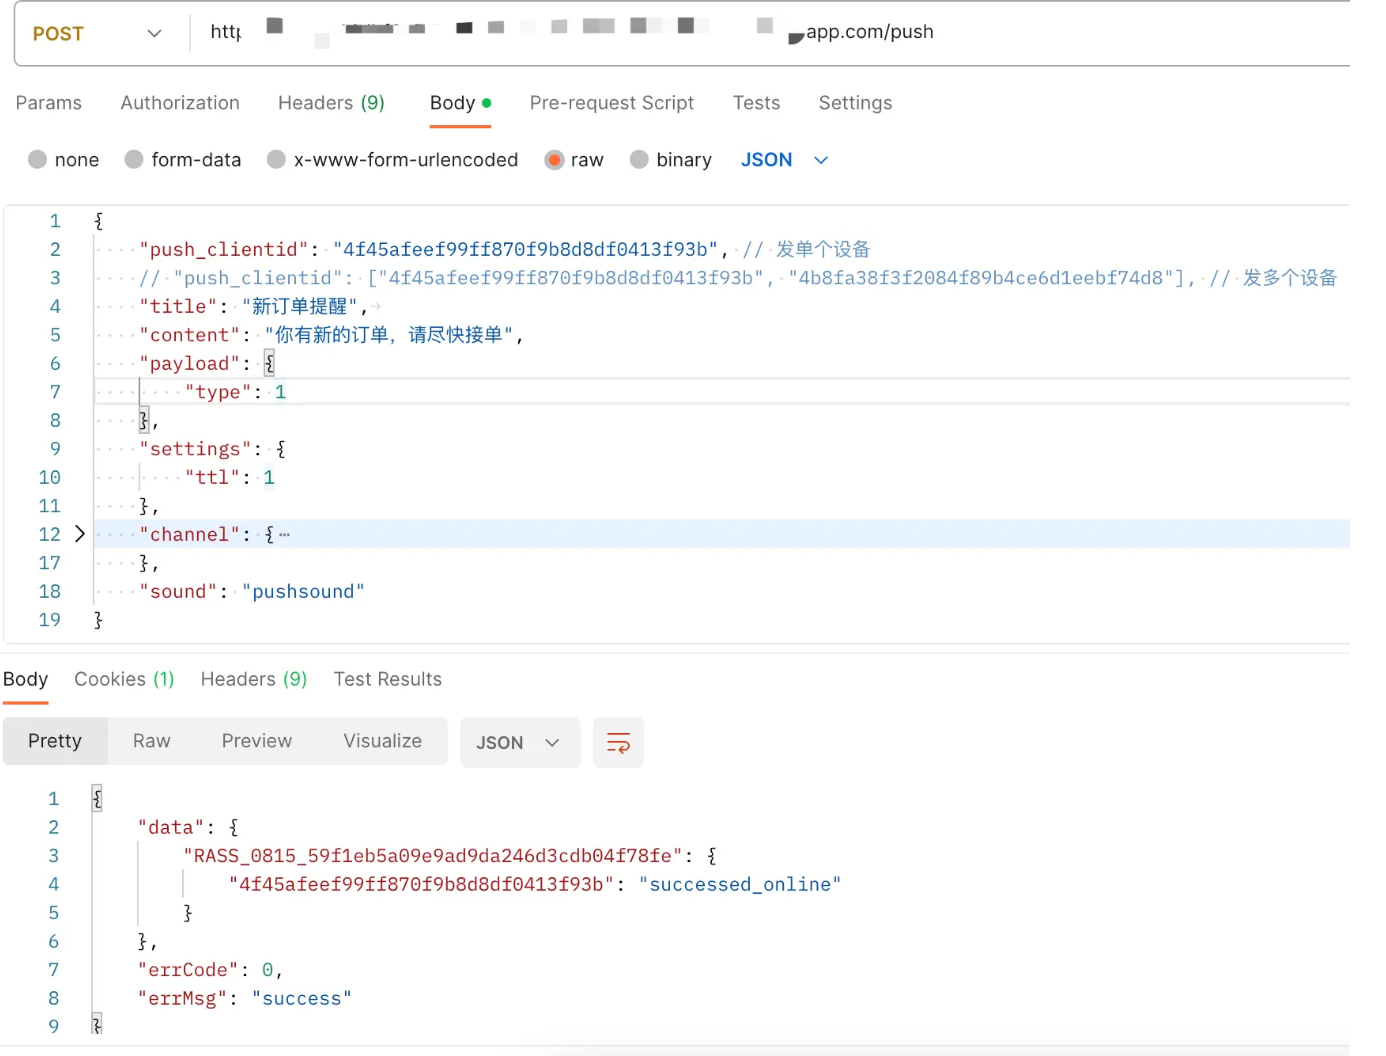 POST http app.com/push
Params Authorization Headers (9) Body Pre-request Script Tests Settings
none form-data x-www-form-urlencoded raw binary JSON
1 {
2 "push_clientid": "4f45afeef99ff870f9b8d8df0413f93b", // 发单个设备
3 // "push_clientid": ["4f45afeef99ff870f9b8d8df0413f93b", "4b8fa38f3f2084f89b4ce6d1eebf74d8"], // 发多个设备
4 "title": "新订单提醒",
5 "content": "你有新的订单，请尽快接单",
6 "payload": {
7 "type": 1
8 },
9 "settings": {
10 "ttl": 1
11 },
12 "channel": {…
17 },
18 "sound": "pushsound"
19 }
Body Cookies (1) Headers (9) Test Results
Pretty Raw Preview Visualize JSON
1 {
2 "data": {
3 "RASS_0815_59f1eb5a09e9ad9da246d3cdb04f78fe": {
4 "4f45afeef99ff870f9b8d8df0413f93b": "successed_online"
5 }
6 },
7 "errCode": 0,
8 "errMsg": "success"
9 }